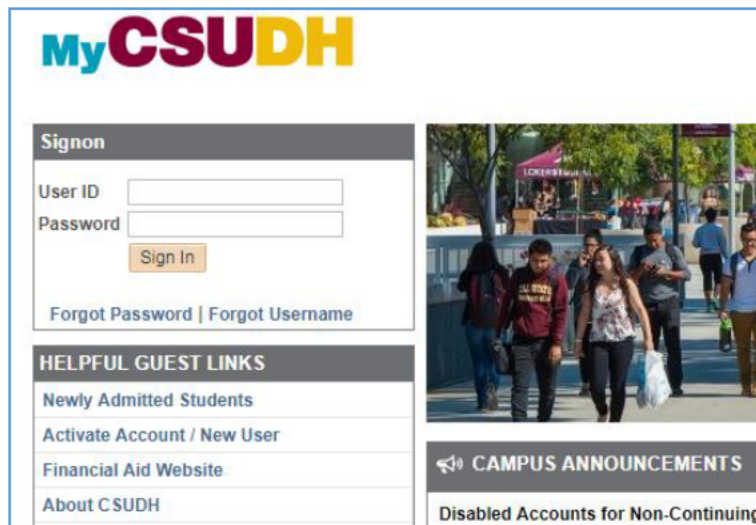 MyCSUDH
Signon
User ID
Password
Sign In
Forgot Password | Forgot Username
HELPFUL GUEST LINKS
Newly Admitted Students
Activate Account / New User
Financial Aid Website
About CSUDH
CAMPUS ANNOUNCEMENTS
Disabled Accounts for Non-Continuing